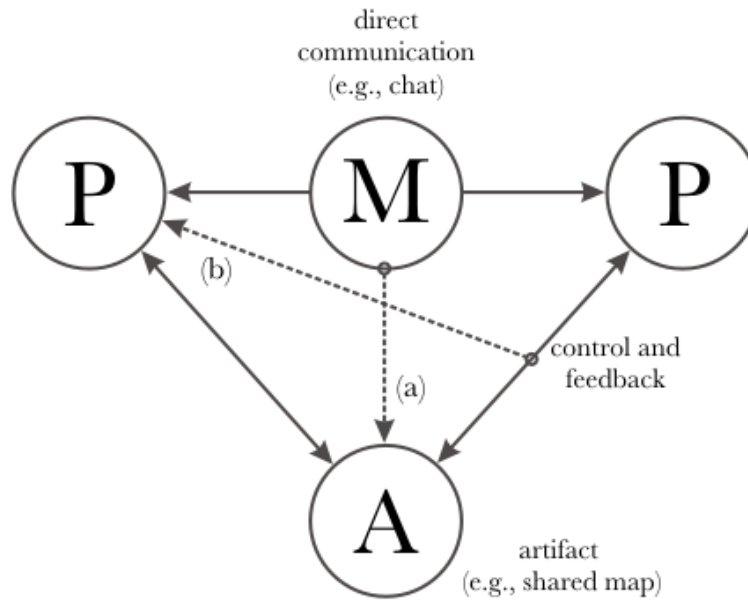 direct
communication
(e.g., chat)
P
M
P
(b)
control and
feedback
(a)
A
artifact
(e.g., shared map)